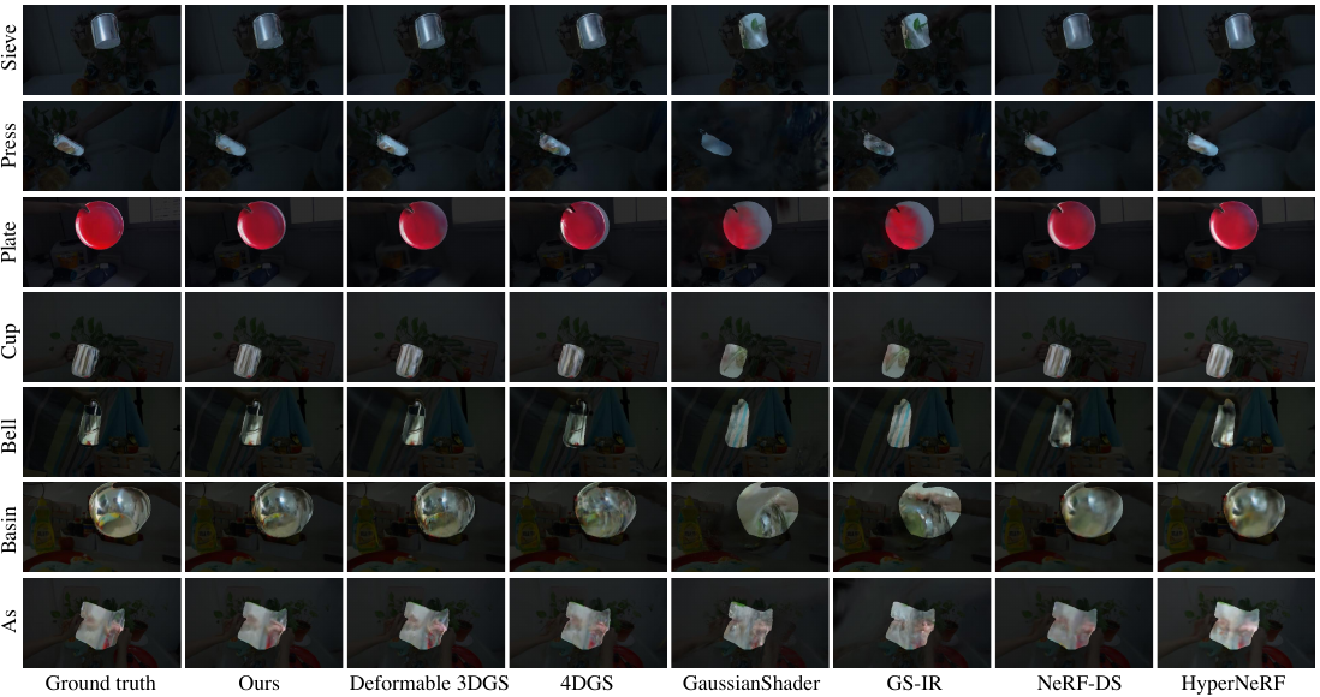 Sieve
Press
Plate
Cup
Bell
Basin
As
Ground truth Ours Deformable 3DGS 4DGS GaussianShader GS-IR NeRF-DS HyperNeRF